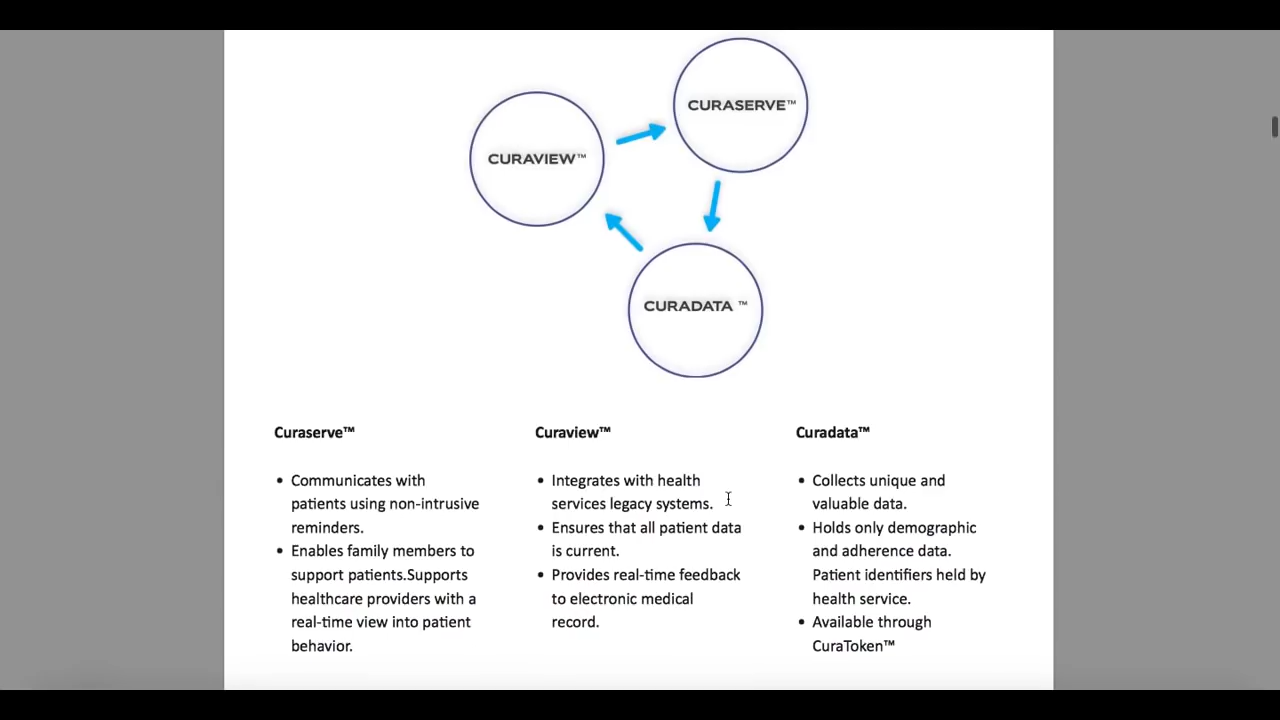 CURASERVE™
CURAVIEW™
CURADATA ™
Curaserve™
• Communicates with
patients using non-intrusive
reminders.
• Enables family members to
support patients.Supports
healthcare providers with a
real-time view into patient
behavior.
Curaview™
• Integrates with health
services legacy systems.
• Ensures that all patient data
is current.
• Provides real-time feedback
to electronic medical
record.
Curadata™
• Collects unique and
valuable data.
• Holds only demographic
and adherence data.
Patient identifiers held by
health service.
• Available through
CuraToken™